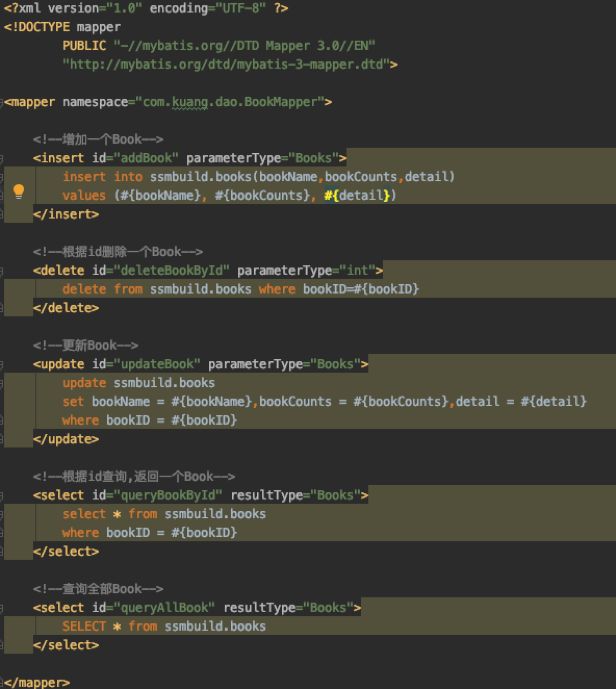 <?xml version="1.0" encoding="UTF-8" ?>
<!DOCTYPE mapper
        PUBLIC "-//mybatis.org//DTD Mapper 3.0//EN"
        "http://mybatis.org/dtd/mybatis-3-mapper.dtd">
<mapper namespace="com.kuang.dao.BookMapper">
    <!--增加一个Book-->
    <insert id="addBook" parameterType="Books">
        insert into ssmbuild.books(bookName,bookCounts,detail)
        values (#{bookName}, #{bookCounts}, #{detail})
    </insert>
    <!--根据id删除一个Book-->
    <delete id="deleteBookById" parameterType="int">
        delete from ssmbuild.books where bookID=#{bookID}
    </delete>
    <!--更新Book-->
    <update id="updateBook" parameterType="Books">
        update ssmbuild.books
        set bookName = #{bookName},bookCounts = #{bookCounts},detail = #{detail}
        where bookID = #{bookID}
    </update>
    <!--根据id查询,返回一个Book-->
    <select id="queryBookById" resultType="Books">
        select * from ssmbuild.books
        where bookID = #{bookID}
    </select>
    <!--查询全部Book-->
    <select id="queryAllBook" resultType="Books">
        SELECT * from ssmbuild.books
    </select>
</mapper>